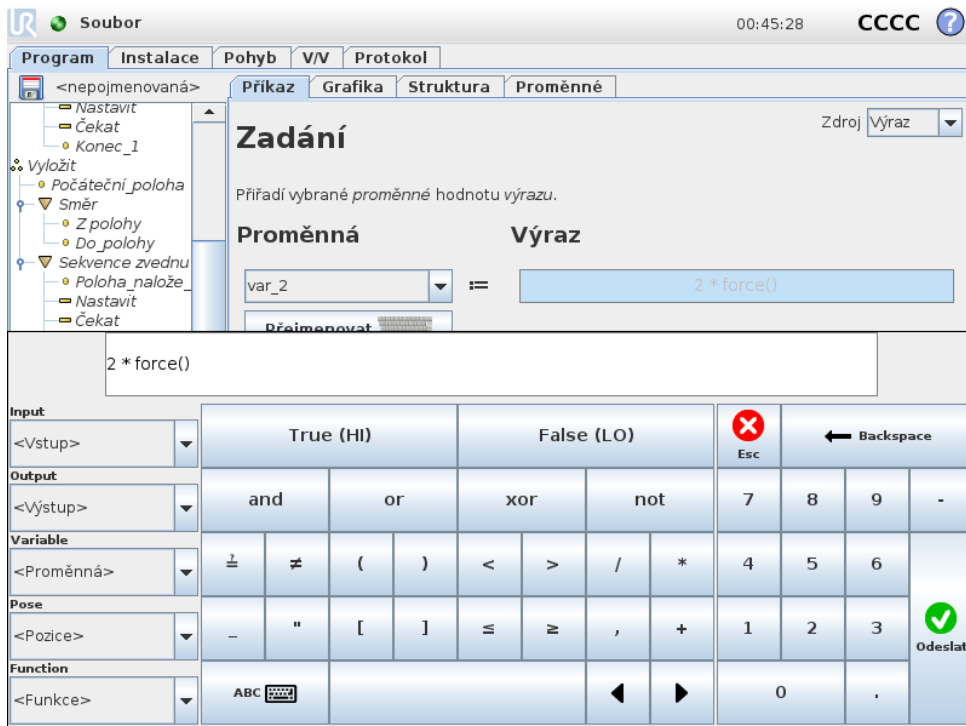 UR Soubor 00:45:28 CCCC ?
Program Instalace Pohyb V/V Protokol
<nepojmenovaná> Příkaz Grafika Struktura Proměnné
Nastavit
Čekat
Konec_1
Vyložit
Počáteční_poloha
Směr
Z polohy
Do_polohy
Sekvence zvednu
Poloha_nalože_
Nastavit
Čekat
Zadání
Zdroj Výraz
Přiřadí vybrané proměnné hodnotu výrazu.
Proměnná Výraz
var_2 := 2 * force()
Přejmenovat
2 * force()
Input
<Vstup>
Output
<Výstup>
Variable
<Proměnná>
Pose
<Pozice>
Function
<Funkce>
True (HI) False (LO) Esc Backspace
and or xor not 7 8 9 -
≟ ≠ ( ) < > / * 4 5 6
_ " [ ] ≤ ≥ , + 1 2 3 Odeslat
ABC 0 .